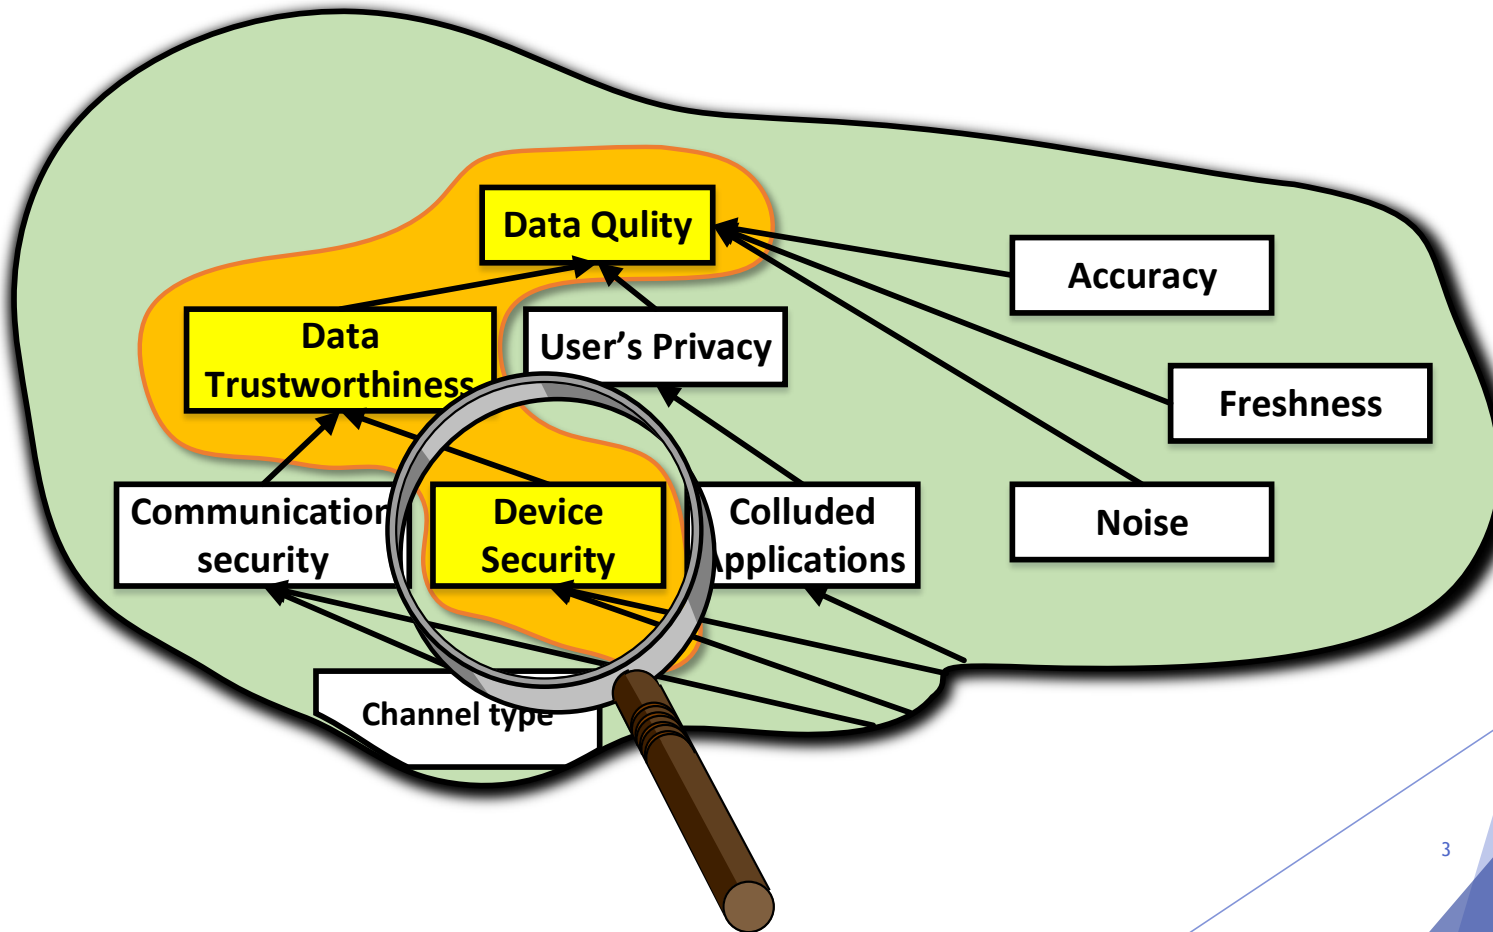 Data Qulity
Accuracy
Data
Trustworthiness
User's Privacy
Freshness
Communication
security
Device
Security
Colluded
Applications
Noise
Channel type
3